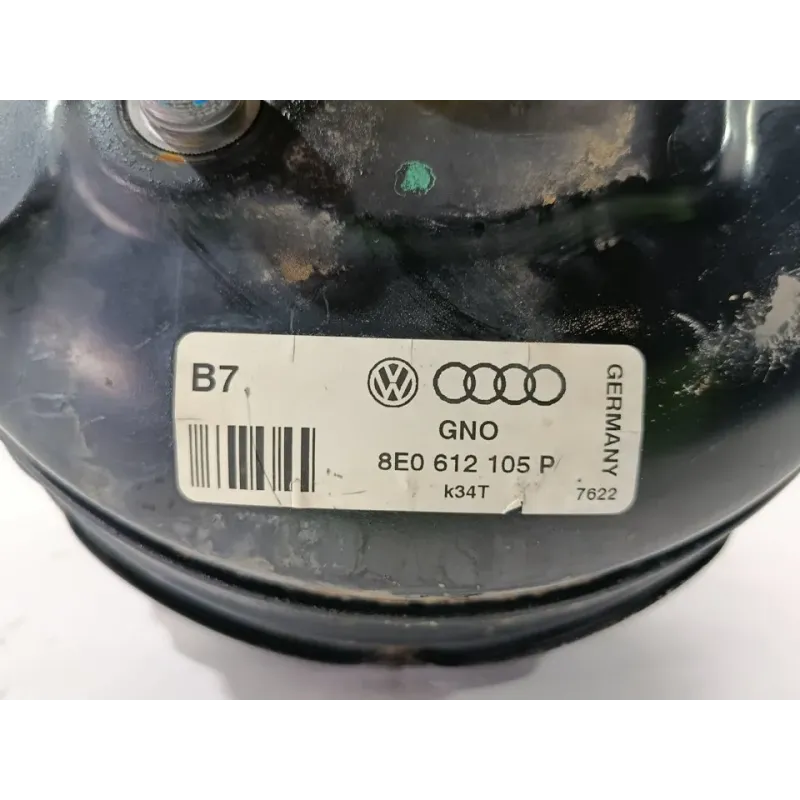 B7
GNO
8E0 612 105 P
k34T
7622
GERMANY